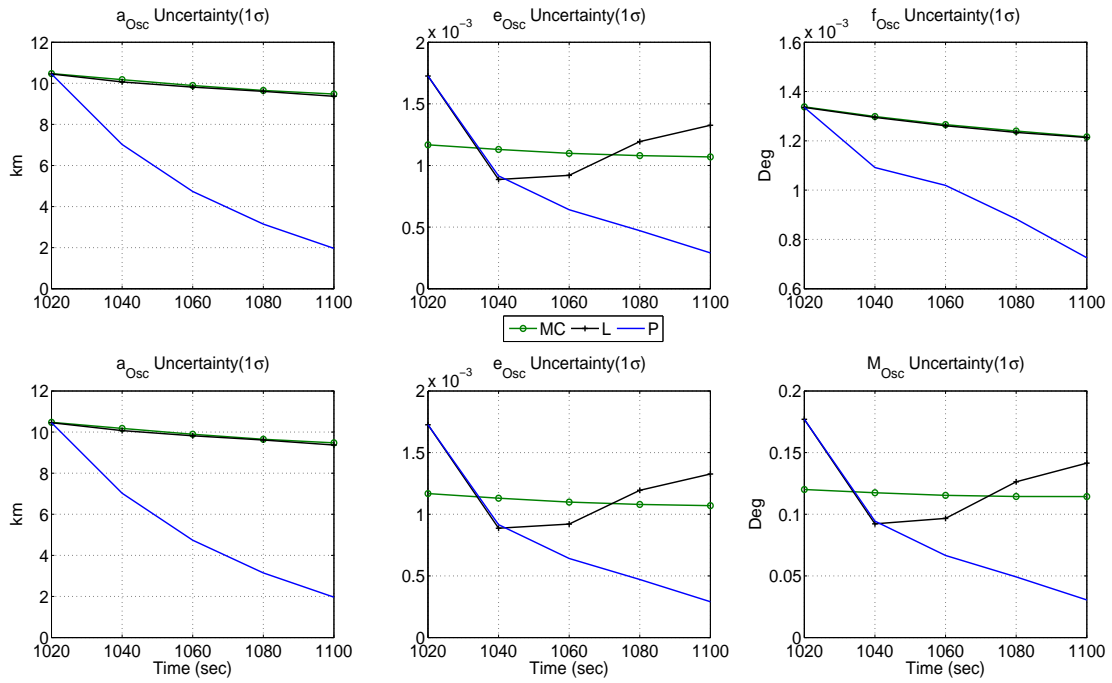 a_Osc Uncertainty(1σ)
e_Osc Uncertainty(1σ)
f_Osc Uncertainty(1σ)
x 10^-3
x 10^-3
12
10
8
6
4
2
0
km
2
1.5
1
0.5
0
1.6
1.4
1.2
1
0.8
0.6
Deg
1020 1040 1060 1080 1100
1020 1040 1060 1080 1100
1020 1040 1060 1080 1100
MC L P
a_Osc Uncertainty(1σ)
e_Osc Uncertainty(1σ)
M_Osc Uncertainty(1σ)
x 10^-3
12
10
8
6
4
2
0
km
2
1.5
1
0.5
0
0.2
0.15
0.1
0.05
0
Deg
1020 1040 1060 1080 1100
1020 1040 1060 1080 1100
1020 1040 1060 1080 1100
Time (sec)
Time (sec)
Time (sec)